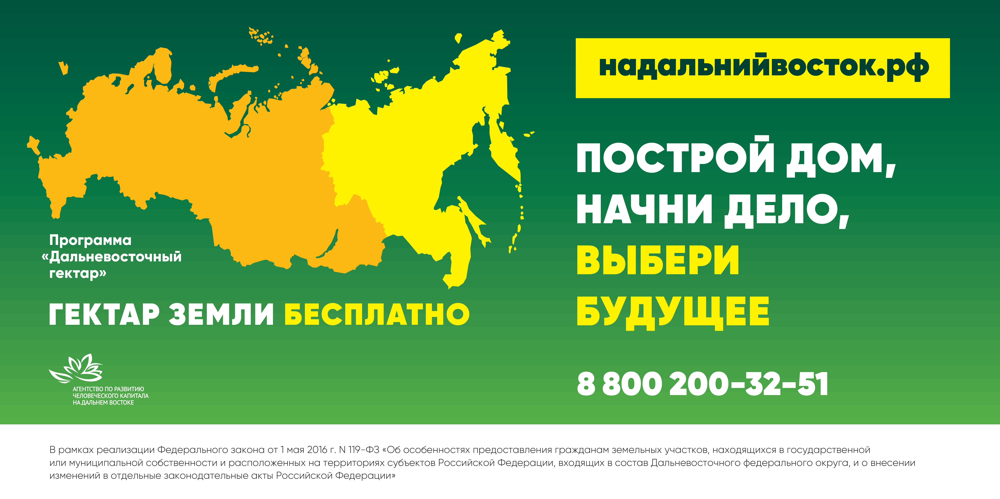 надальнийвосток.рф
ПОСТРОЙ ДОМ,
НАЧНИ ДЕЛО,
ВЫБЕРИ
БУДУЩЕЕ
8 800 200-32-51
Программа
«Дальневосточный
гектар»
ГЕКТАР ЗЕМЛИ БЕСПЛАТНО
АГЕНТСТВО ПО РАЗВИТИЮ
ЧЕЛОВЕЧЕСКОГО КАПИТАЛА
НА ДАЛЬНЕМ ВОСТОКЕ
В рамках реализации Федерального закона от 1 мая 2016 г. N 119-ФЗ «Об особенностях предоставления гражданам земельных участков, находящихся в государственной
или муниципальной собственности и расположенных на территориях субъектов Российской Федерации, входящих в состав Дальневосточного федерального округа, и о внесении
изменений в отдельные законодательные акты Российской Федерации»